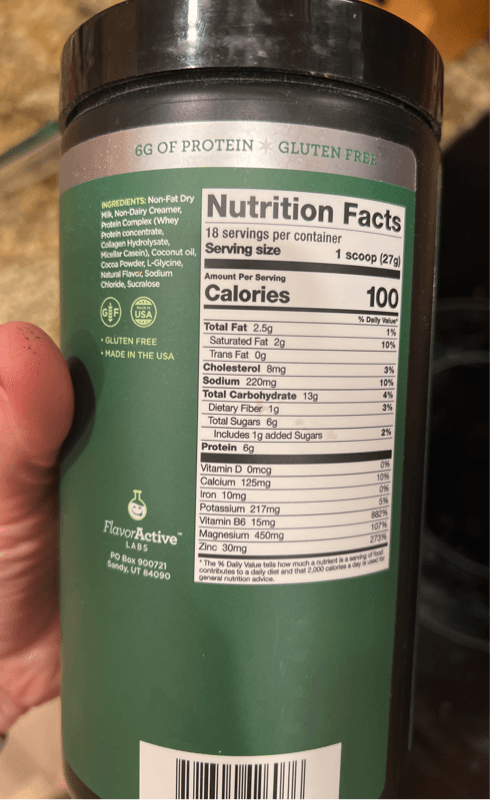 6G OF PROTEIN * GLUTEN FREE
INGREDIENTS: Non-Fat Dry
Milk, Non-Dairy Creamer,
Protein Complex (Whey
Protein concentrate,
Collagen Hydrolysate,
Micellar Casein), Coconut oil,
Cocoa Powder, L-Glycine,
Natural Flavor, Sodium
Chloride, Sucralose
GF
MADE IN
USA
• GLUTEN FREE
• MADE IN THE USA
FlavorActive™
LABS
PO Box 900721
Sandy, UT 84090
Nutrition Facts
18 servings per container
Serving size 1 scoop (27g)
Amount Per Serving
Calories 100
% Daily Value*
Total Fat 2.5g 1%
Saturated Fat 2g 10%
Trans Fat 0g
Cholesterol 8mg 3%
Sodium 220mg 10%
Total Carbohydrate 13g 4%
Dietary Fiber 1g 3%
Total Sugars 6g
Includes 1g added Sugars 2%
Protein 6g
Vitamin D 0mcg 0%
Calcium 125mg 10%
Iron 10mg 0%
Potassium 217mg 5%
Vitamin B6 15mg 882%
Magnesium 450mg 107%
Zinc 30mg 273%
* The % Daily Value tells how much a nutrient is a serving of food
contributes to a daily diet and that 2,000 calories a day is used for
general nutrition advice.